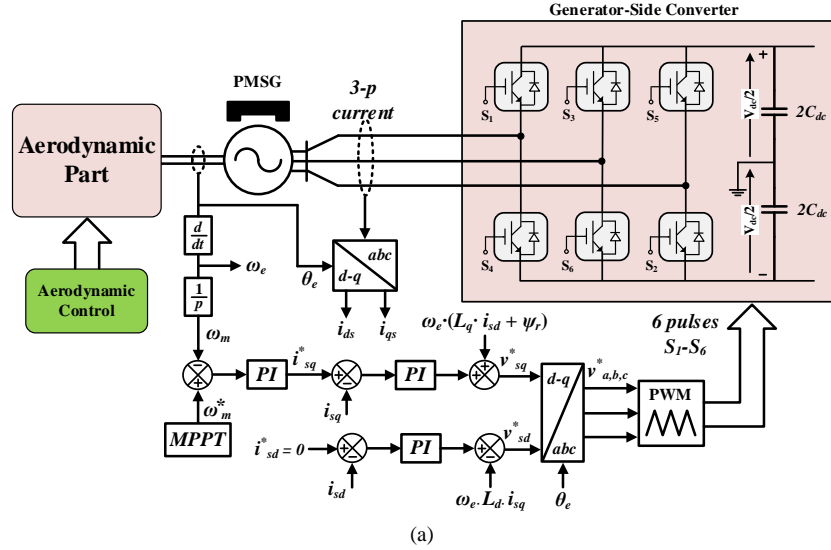 Generator-Side Converter
PMSG
3-p
current
Aerodynamic
Part
Aerodynamic
Control
S1
S3
S5
S4
S6
S2
+
Vdc/2
Vdc/2
−
2Cdc
2Cdc
d/dt
ωe
1/p
ωm
θe
abc
d-q
ids
iqs
6 pulses
S1-S6
ωe·(Lq· isd + ψr)
−
+
PI
i*sq
+
−
isq
PI
+
+
v*sq
ω*m
MPPT
i*sd = 0
+
−
isd
PI
+
−
v*sd
ωe·Ld·isq
d-q
abc
θe
v*a,b,c
PWM
(a)